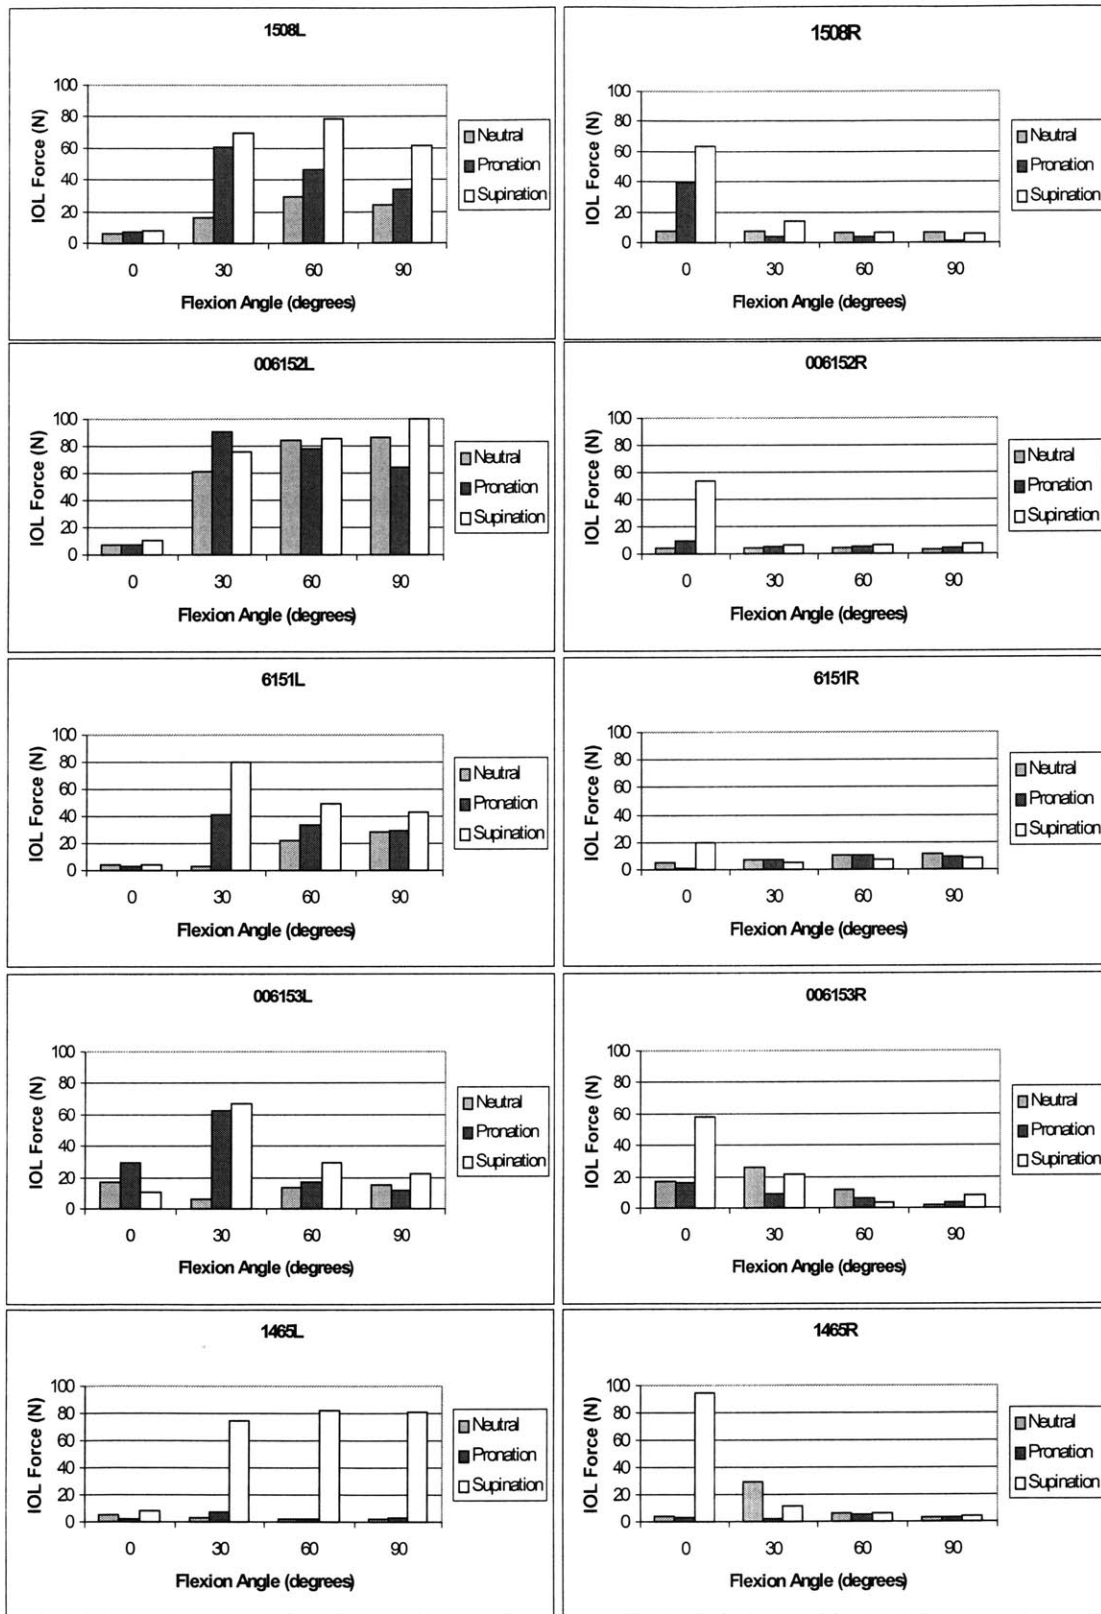 1508L
IOL Force (N)
100
80
60
40
20
0
0 30 60 90
Flexion Angle (degrees)
Neutral
Pronation
Supination
1508R
IOL Force (N)
100
80
60
40
20
0
0 30 60 90
Flexion Angle (degrees)
Neutral
Pronation
Supination
006152L
IOL Force (N)
100
80
60
40
20
0
0 30 60 90
Flexion Angle (degrees)
Neutral
Pronation
Supination
006152R
IOL Force (N)
100
80
60
40
20
0
0 30 60 90
Flexion Angle (degrees)
Neutral
Pronation
Supination
6151L
IOL Force (N)
100
80
60
40
20
0
0 30 60 90
Flexion Angle (degrees)
Neutral
Pronation
Supination
6151R
IOL Force (N)
100
80
60
40
20
0
0 30 60 90
Flexion Angle (degrees)
Neutral
Pronation
Supination
006153L
IOL Force (N)
100
80
60
40
20
0
0 30 60 90
Flexion Angle (degrees)
Neutral
Pronation
Supination
006153R
IOL Force (N)
100
80
60
40
20
0
0 30 60 90
Flexion Angle (degrees)
Neutral
Pronation
Supination
1465L
IOL Force (N)
100
80
60
40
20
0
0 30 60 90
Flexion Angle (degrees)
Neutral
Pronation
Supination
1465R
IOL Force (N)
100
80
60
40
20
0
0 30 60 90
Flexion Angle (degrees)
Neutral
Pronation
Supination